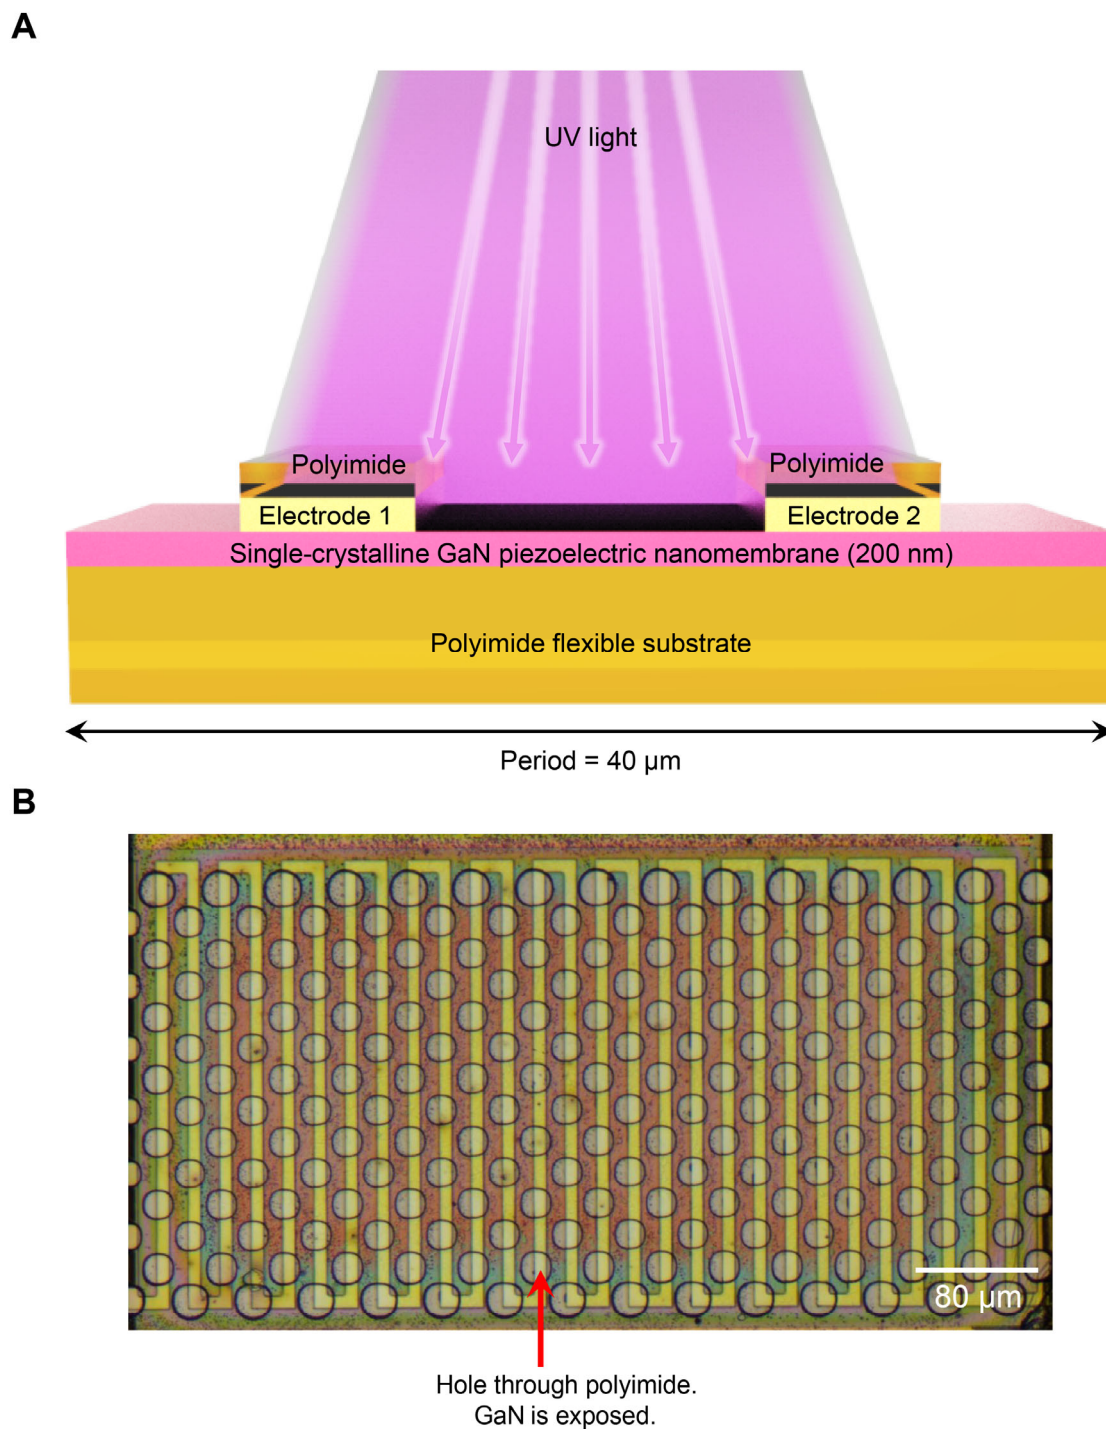 A
UV light
Polyimide
Polyimide
Electrode 1
Electrode 2
Single-crystalline GaN piezoelectric nanomembrane (200 nm)
Polyimide flexible substrate
Period = 40 μm
B
80 μm
Hole through polyimide.
GaN is exposed.